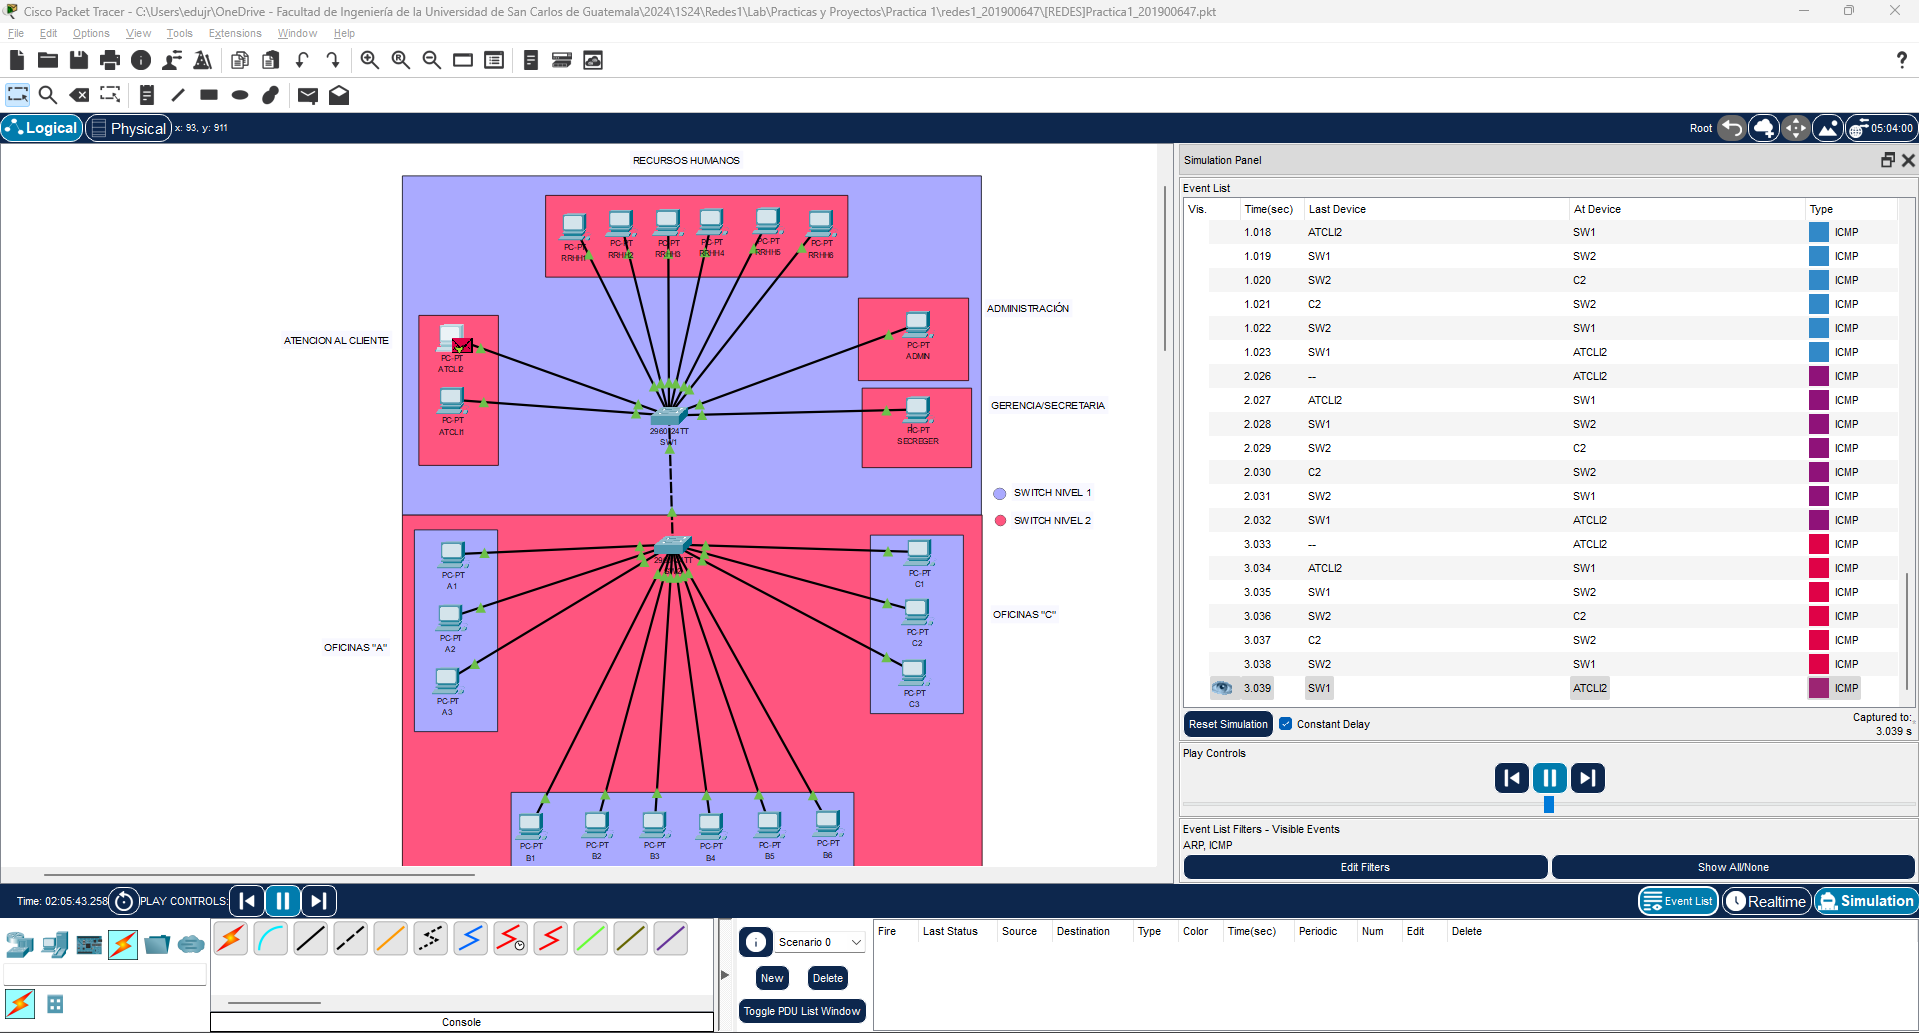 Cisco Packet Tracer - C:\Users\edujr\OneDrive - Facultad de Ingeniería de la Universidad de San Carlos de Guatemala\2024\1S24\Redes1\Lab\Practicas y Proyectos\Practica 1\redes1_201900647\[REDES]Practica1_201900647.pkt
File Edit Options View Tools Extensions Window Help
Logical Physical x: 93, y: 911 Root 05:04:00
RECURSOS HUMANOS
PC-PT PC-PT PC-PT PC-PT PC-PT PC-PT
RRHH1 RRHH2 RRHH3 RRHH4 RRHH5 RRHH6
ADMINISTRACIÓN
ATENCION AL CLIENTE
PC-PT
ADMIN
PC-PT
ATCLI2
GERENCIA/SECRETARIA
PC-PT
ATCLI1
2960-24TT
SW1
PC-PT
SECREGER
SWITCH NIVEL 1
SWITCH NIVEL 2
PC-PT
A1
PC-PT
C1
PC-PT
A2
PC-PT
C2
OFICINAS "C"
OFICINAS "A"
PC-PT
A3
PC-PT
C3
PC-PT PC-PT PC-PT PC-PT PC-PT PC-PT
B1 B2 B3 B4 B5 B6
Simulation Panel
Event List
Vis. Time(sec) Last Device At Device Type
1.018 ATCLI2 SW1 ICMP
1.019 SW1 SW2 ICMP
1.020 SW2 C2 ICMP
1.021 C2 SW2 ICMP
1.022 SW2 SW1 ICMP
1.023 SW1 ATCLI2 ICMP
2.026 -- ATCLI2 ICMP
2.027 ATCLI2 SW1 ICMP
2.028 SW1 SW2 ICMP
2.029 SW2 C2 ICMP
2.030 C2 SW2 ICMP
2.031 SW2 SW1 ICMP
2.032 SW1 ATCLI2 ICMP
3.033 -- ATCLI2 ICMP
3.034 ATCLI2 SW1 ICMP
3.035 SW1 SW2 ICMP
3.036 SW2 C2 ICMP
3.037 C2 SW2 ICMP
3.038 SW2 SW1 ICMP
3.039 SW1 ATCLI2 ICMP
Reset Simulation Constant Delay Captured to:
3.039 s
Play Controls
Event List Filters - Visible Events
ARP, ICMP
Edit Filters Show All/None
Time: 02:05:43.258 PLAY CONTROLS: Event List Realtime Simulation
Scenario 0
New Delete
Toggle PDU List Window
Fire Last Status Source Destination Type Color Time(sec) Periodic Num Edit Delete
Console